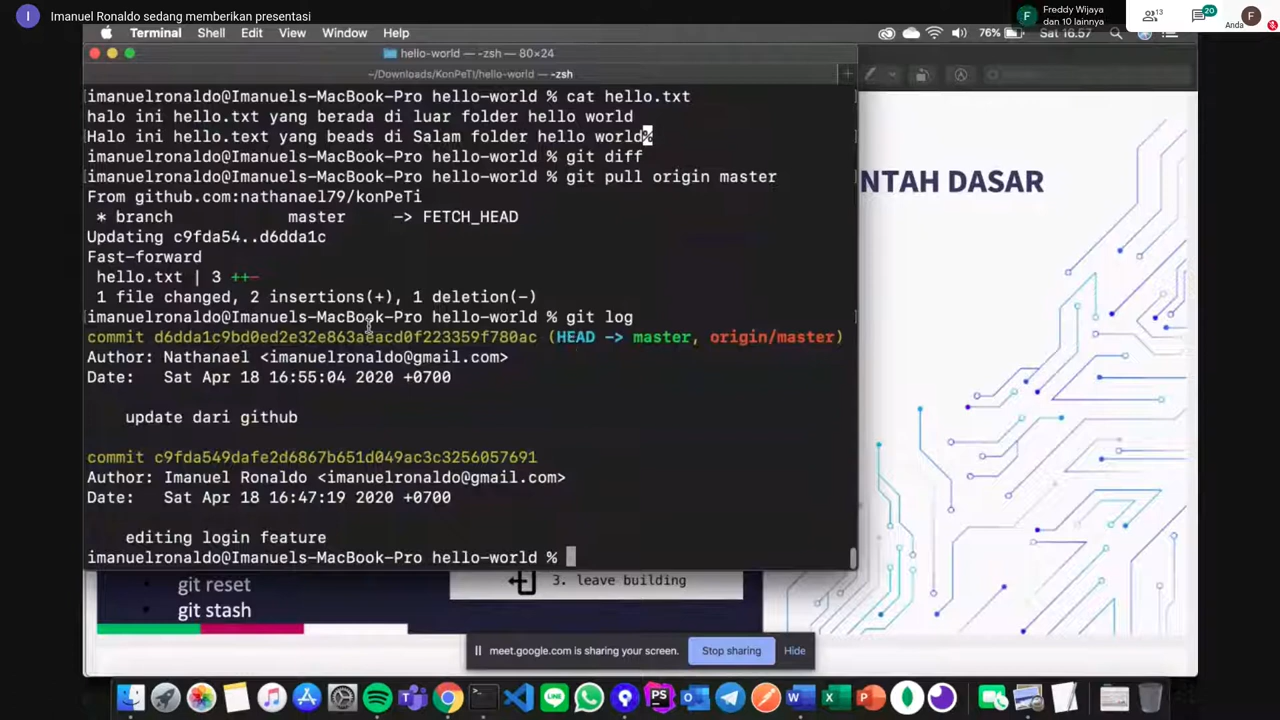 I Imanuel Ronaldo sedang memberikan presentasi
F Freddy Wijaya
dan 10 lainnya
13
20
F
Anda
Terminal Shell Edit View Window Help
76% Sat 16.57
hello-world — -zsh — 80×24
~/Downloads/KonPeTI/hello-world — -zsh
imanuelronaldo@Imanuels-MacBook-Pro hello-world % cat hello.txt
halo ini hello.txt yang berada di luar folder hello world
Halo ini hello.text yang beads di Salam folder hello world%
imanuelronaldo@Imanuels-MacBook-Pro hello-world % git diff
imanuelronaldo@Imanuels-MacBook-Pro hello-world % git pull origin master
From github.com:nathanael79/konPeTi
* branch master -> FETCH_HEAD
Updating c9fda54..d6dda1c
Fast-forward
hello.txt | 3 ++-
1 file changed, 2 insertions(+), 1 deletion(-)
imanuelronaldo@Imanuels-MacBook-Pro hello-world % git log
commit d6dda1c9bd0ed2e32e863aeacd0f223359f780ac (HEAD -> master, origin/master)
Author: Nathanael <imanuelronaldo@gmail.com>
Date: Sat Apr 18 16:55:04 2020 +0700
update dari github
commit c9fda549dafe2d6867b651d049ac3c3256057691
Author: Imanuel Ronaldo <imanuelronaldo@gmail.com>
Date: Sat Apr 18 16:47:19 2020 +0700
editing login feature
imanuelronaldo@Imanuels-MacBook-Pro hello-world %
NTAH DASAR
• git reset
• git stash
3. leave building
meet.google.com is sharing your screen. Stop sharing Hide